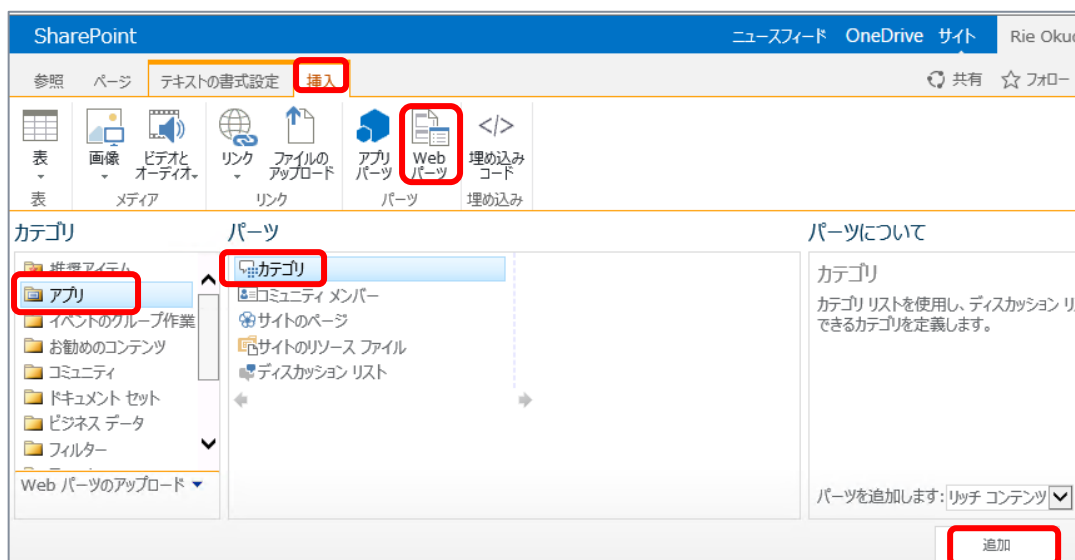 SharePoint ニュースフィード OneDrive サイト Rie
参照 ページ テキストの書式設定 挿入 共有 フォロー
表 画像 ビデオと オーディオ リンク ファイルの アップロード アプリ パーツ Web パーツ 埋め込み コード
表 メディア リンク パーツ 埋め込み
カテゴリ
推奨アイテム
アプリ
イベントのグループ作業
お勧めのコンテンツ
コミュニティ
ドキュメント セット
ビジネス データ
フィルター
Web パーツのアップロード
パーツ
カテゴリ
コミュニティ メンバー
サイトのページ
サイトのリソース ファイル
ディスカッション リスト
パーツについて
カテゴリ
カテゴリ リストを使用し、ディスカッション
できるカテゴリを定義します。
パーツを追加します: リッチ コンテンツ
追加